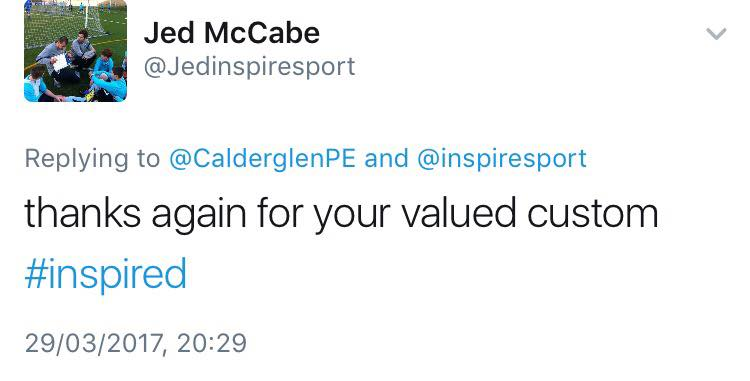 Jed McCabe
@Jedinspiresport
Replying to @CalderglenPE and @inspiresport
thanks again for your valued custom
#inspired
29/03/2017, 20:29